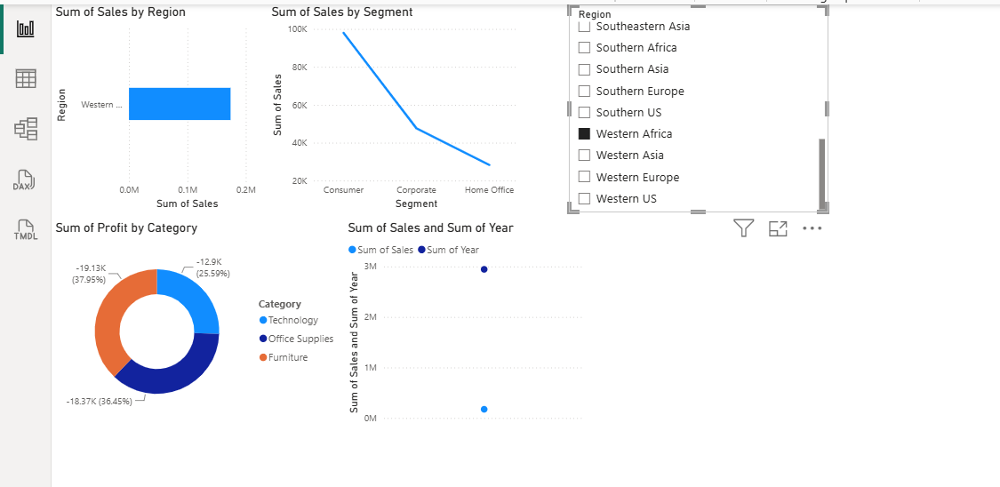 Sum of Sales by Region
Region
Western ...
0.0M 0.1M 0.2M
Sum of Sales
Sum of Sales by Segment
Sum of Sales
100K
80K
60K
40K
20K
Consumer Corporate Home Office
Segment
Region
Southeastern Asia
Southern Africa
Southern Asia
Southern Europe
Southern US
Western Africa
Western Asia
Western Europe
Western US
DAX
TMDL
Sum of Profit by Category
-19.13K
(37.95%)
-12.9K
(25.59%)
-18.37K (36.45%)
Category
Technology
Office Supplies
Furniture
Sum of Sales and Sum of Year
Sum of Sales Sum of Year
Sum of Sales and Sum of Year
3M
2M
1M
0M